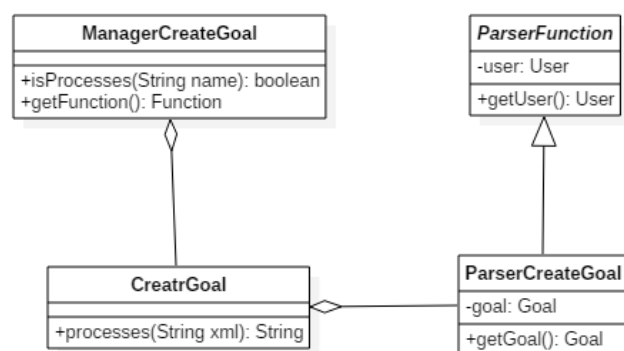 ManagerCreateGoal
+isProcesses(String name): boolean
+getFunction(): Function
ParserFunction
-user: User
+getUser(): User
CreatrGoal
+processes(String xml): String
ParserCreateGoal
-goal: Goal
+getGoal(): Goal